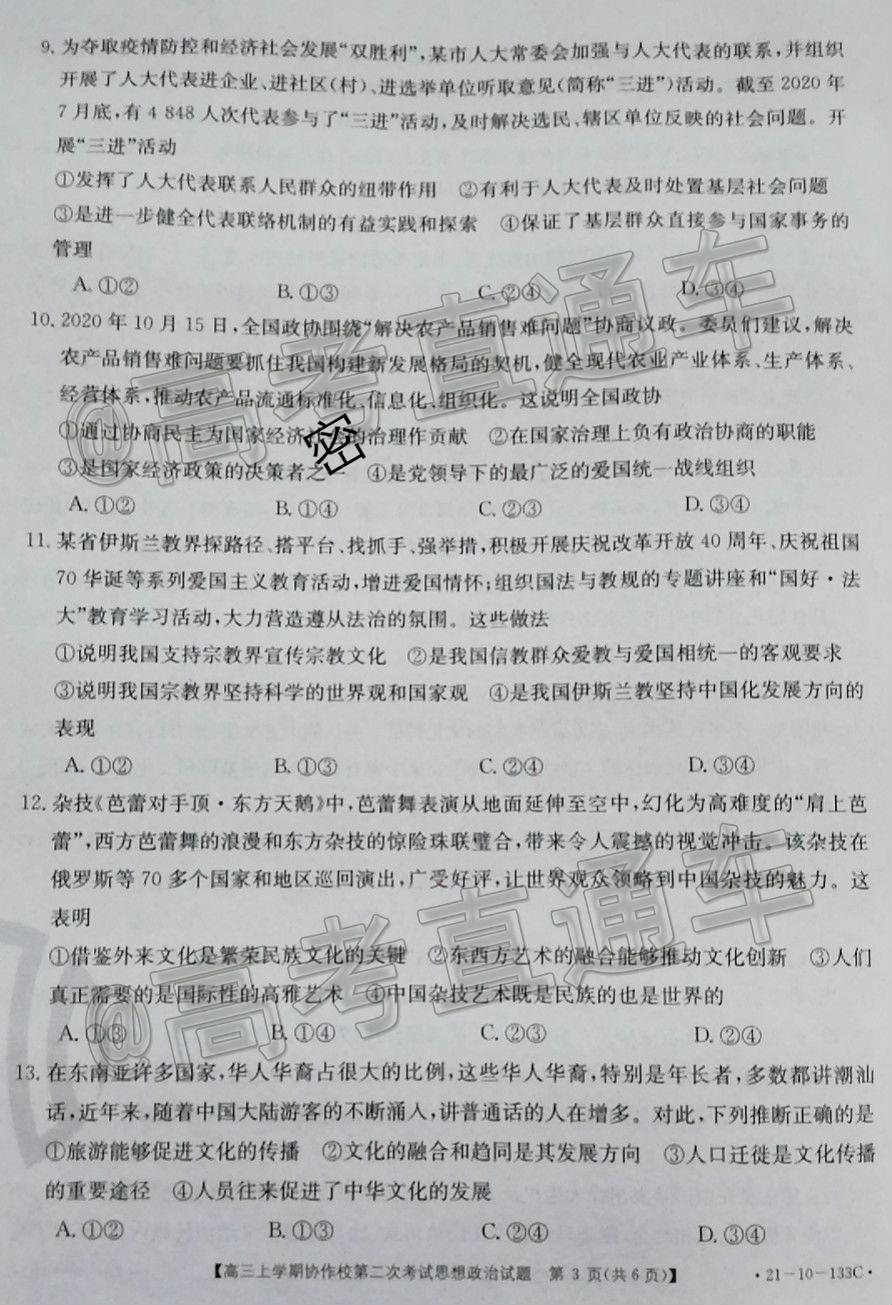 9. 为夺取疫情防控和经济社会发展“双胜利”,某市人大常委会加强与人大代表的联系,并组织
开展了人大代表进企业、进社区(村)、进选举单位听取意见(简称“三进”)活动。截至 2020 年
7 月底,有 4 848 人次代表参与了“三进”活动,及时解决选民、辖区单位反映的社会问题。开
展“三进”活动
①发挥了人大代表联系人民群众的纽带作用 ②有利于人大代表及时处置基层社会问题
③是进一步健全代表联络机制的有益实践和探索 ④保证了基层群众直接参与国家事务的
管理
A. ①② B. ①③ C. ②④ D. ③④
10. 2020 年 10 月 15 日,全国政协围绕“解决农产品销售难问题”协商议政。委员们建议,解决
农产品销售难问题要抓住我国构建新发展格局的契机,健全现代农业产业体系、生产体系、
经营体系,推动农产品流通标准化、信息化、组织化。这说明全国政协
①通过协商民主为国家经济社会的治理作贡献 ②在国家治理上负有政治协商的职能
③是国家经济政策的决策者之一 ④是党领导下的最广泛的爱国统一战线组织
A. ①② B. ①④ C. ②③ D. ③④
11. 某省伊斯兰教界探路径、搭平台、找抓手、强举措,积极开展庆祝改革开放 40 周年、庆祝祖国
70 华诞等系列爱国主义教育活动,增进爱国情怀;组织国法与教规的专题讲座和“国好·法
大”教育学习活动,大力营造遵从法治的氛围。这些做法
①说明我国支持宗教界宣传宗教文化 ②是我国信教群众爱教与爱国相统一的客观要求
③说明我国宗教界坚持科学的世界观和国家观 ④是我国伊斯兰教坚持中国化发展方向的
表现
A. ①② B. ①③ C. ②④ D. ③④
12. 杂技《芭蕾对手顶·东方天鹅》中,芭蕾舞表演从地面延伸至空中,幻化为高难度的“肩上芭
蕾”,西方芭蕾舞的浪漫和东方杂技的惊险珠联璧合,带来令人震撼的视觉冲击。该杂技在
俄罗斯等 70 多个国家和地区巡回演出,广受好评,让世界观众领略到中国杂技的魅力。这
表明
①借鉴外来文化是繁荣民族文化的关键 ②东西方艺术的融合能够推动文化创新 ③人们
真正需要的是国际性的高雅艺术 ④中国杂技艺术既是民族的也是世界的
A. ①③ B. ①④ C. ②③ D. ②④
13. 在东南亚许多国家,华人华裔占很大的比例,这些华人华裔,特别是年长者,多数都讲潮汕
话,近年来,随着中国大陆游客的不断涌入,讲普通话的人在增多。对此,下列推断正确的是
①旅游能够促进文化的传播 ②文化的融合和趋同是其发展方向 ③人口迁徙是文化传播
的重要途径 ④人员往来促进了中华文化的发展
A. ①② B. ①③ C. ②④ D. ③④
【高三上学期协作校第二次考试思想政治试题 第 3 页(共 6 页)】 ·21-10-133C·
@高考直通车
密
@高考直通车